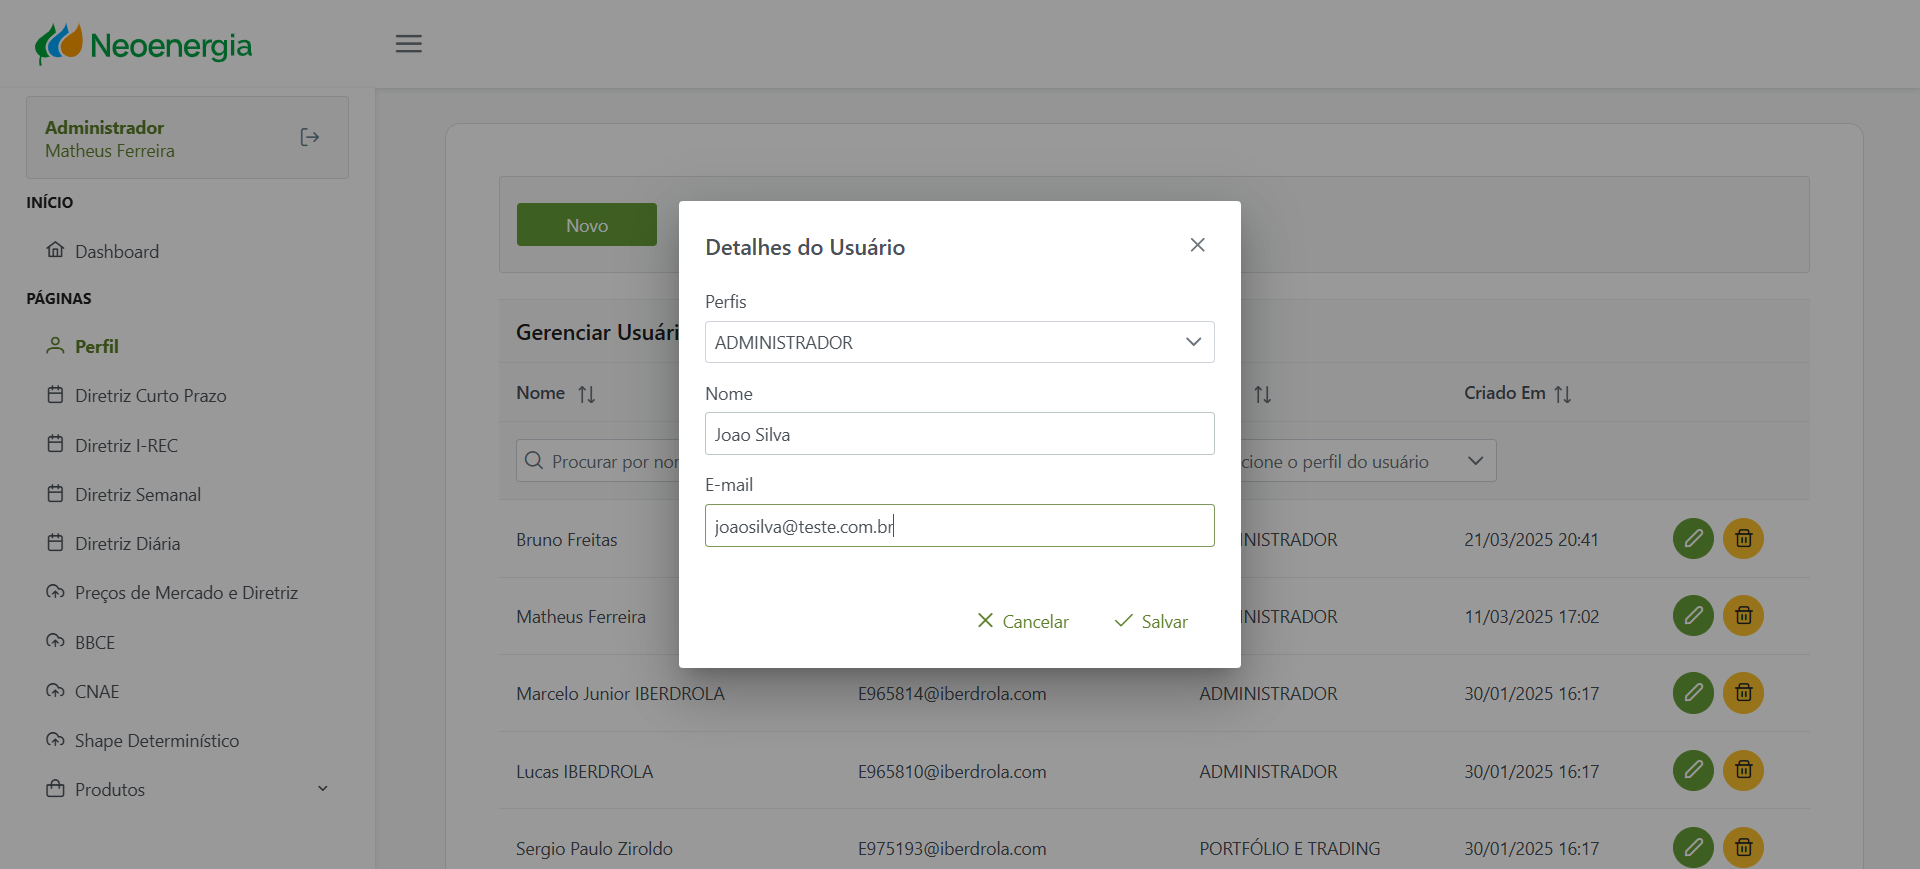 Neoenergia
Administrador
Matheus Ferreira
INÍCIO
Dashboard
PÁGINAS
Perfil
Diretriz Curto Prazo
Diretriz I-REC
Diretriz Semanal
Diretriz Diária
Preços de Mercado e Diretriz
BBCE
CNAE
Shape Determinístico
Produtos
Novo
Gerenciar Usuári
Nome
Criado Em
Procurar por nor
cione o perfil do usuário
Bruno Freitas
NISTRADOR
21/03/2025 20:41
Matheus Ferreira
NISTRADOR
11/03/2025 17:02
Marcelo Junior IBERDROLA
E965814@iberdrola.com
ADMINISTRADOR
30/01/2025 16:17
Lucas IBERDROLA
E965810@iberdrola.com
ADMINISTRADOR
30/01/2025 16:17
Sergio Paulo Ziroldo
E975193@iberdrola.com
PORTFÓLIO E TRADING
30/01/2025 16:17
Detalhes do Usuário
Perfis
ADMINISTRADOR
Nome
Joao Silva
E-mail
joaosilva@teste.com.br
Cancelar
Salvar